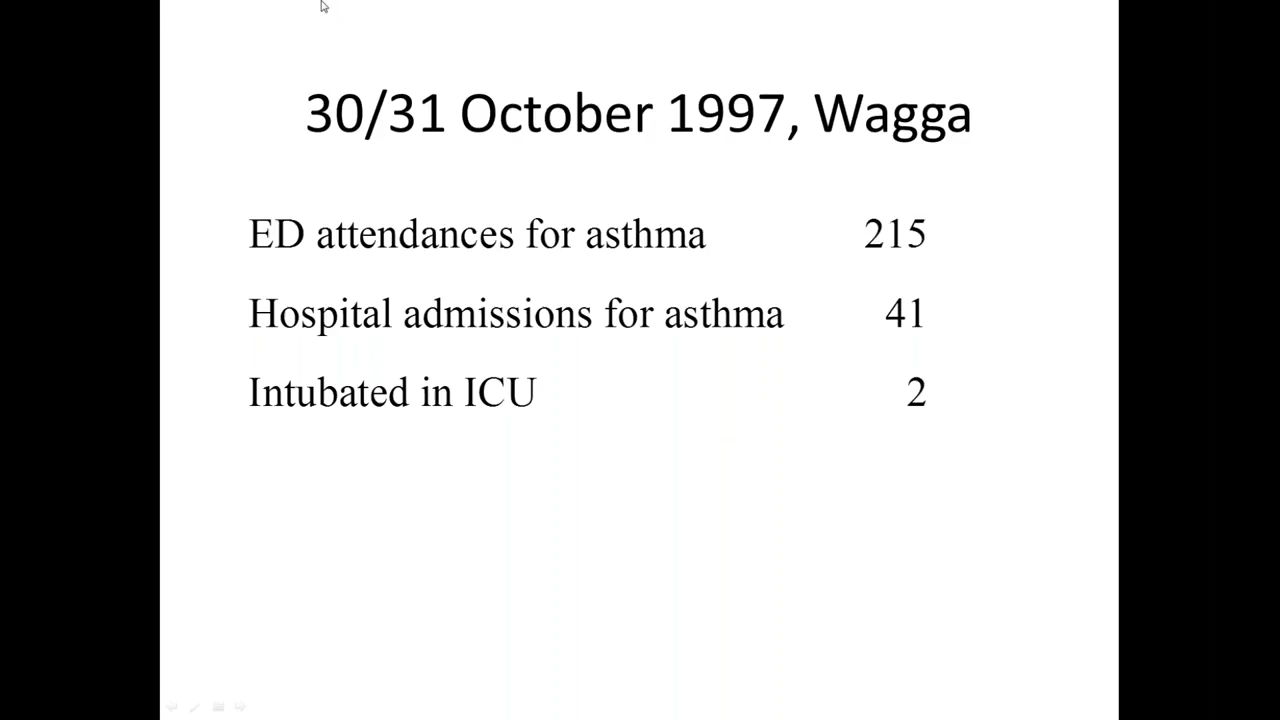 30/31 October 1997, Wagga
ED attendances for asthma 215
Hospital admissions for asthma 41
Intubated in ICU 2